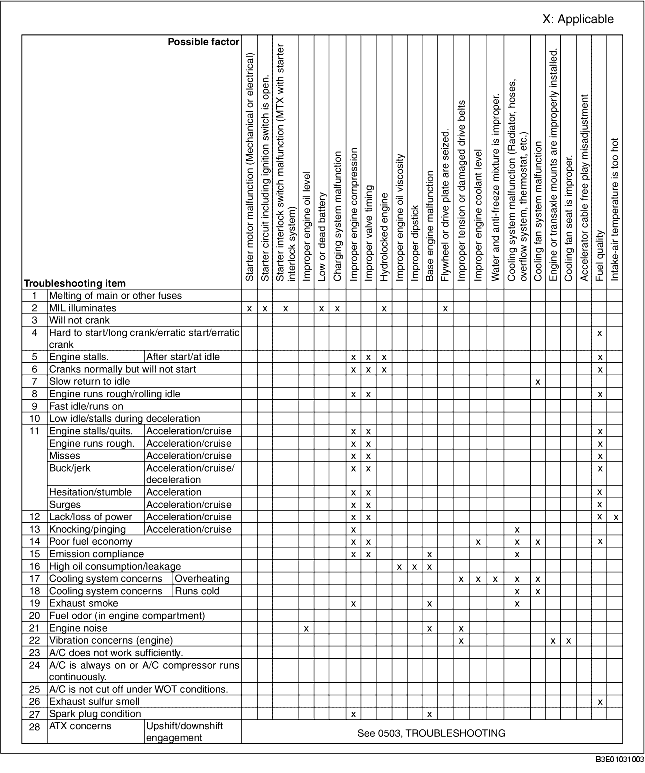 X: Applicable
Possible factor
Troubleshooting item
Starter motor malfunction (Mechanical or electrical)
Starter circuit including ignition switch is open.
Starter interlock switch malfunction (MTX with starter
interlock system)
Improper engine oil level
Low or dead battery
Charging system malfunction
Improper engine compression
Improper valve timing
Hydrolocked engine
Improper engine oil viscosity
Improper dipstick
Base engine malfunction
Flywheel or drive plate are seized.
Improper tension or damaged drive belts
Improper engine coolant level
Water and anti-freeze mixture is improper.
Cooling system malfunction (Radiator, hoses,
overflow system, thermostat, etc.)
Cooling fan system malfunction
Engine or transaxle mounts are improperly installed.
Cooling fan seat is improper.
Accelerator cable free play misadjustment
Fuel quality
Intake-air temperature is too hot
1 Melting of main or other fuses
2 MIL illuminates x x x x x x x
3 Will not crank
4 Hard to start/long crank/erratic start/erratic x
crank
5 Engine stalls. After start/at idle x x x x
6 Cranks normally but will not start x x x x
7 Slow return to idle x
8 Engine runs rough/rolling idle x x x
9 Fast idle/runs on
10 Low idle/stalls during deceleration
11 Engine stalls/quits. Acceleration/cruise x x x
Engine runs rough. Acceleration/cruise x x x
Misses Acceleration/cruise x x x
Buck/jerk Acceleration/cruise/ x x x
deceleration
Hesitation/stumble Acceleration x x x
Surges Acceleration/cruise x x x
12 Lack/loss of power Acceleration/cruise x x x x
13 Knocking/pinging Acceleration/cruise x x
14 Poor fuel economy x x x x x x
15 Emission compliance x x x x
16 High oil consumption/leakage x x x
17 Cooling system concerns Overheating x x x x x
18 Cooling system concerns Runs cold x x
19 Exhaust smoke x x x
20 Fuel odor (in engine compartment)
21 Engine noise x x x
22 Vibration concerns (engine) x x x
23 A/C does not work sufficiently.
24 A/C is always on or A/C compressor runs
continuously.
25 A/C is not cut off under WOT conditions.
26 Exhaust sulfur smell x
27 Spark plug condition x x
28 ATX concerns Upshift/downshift
engagement
See 0503, TROUBLESHOOTING
B3E01031003